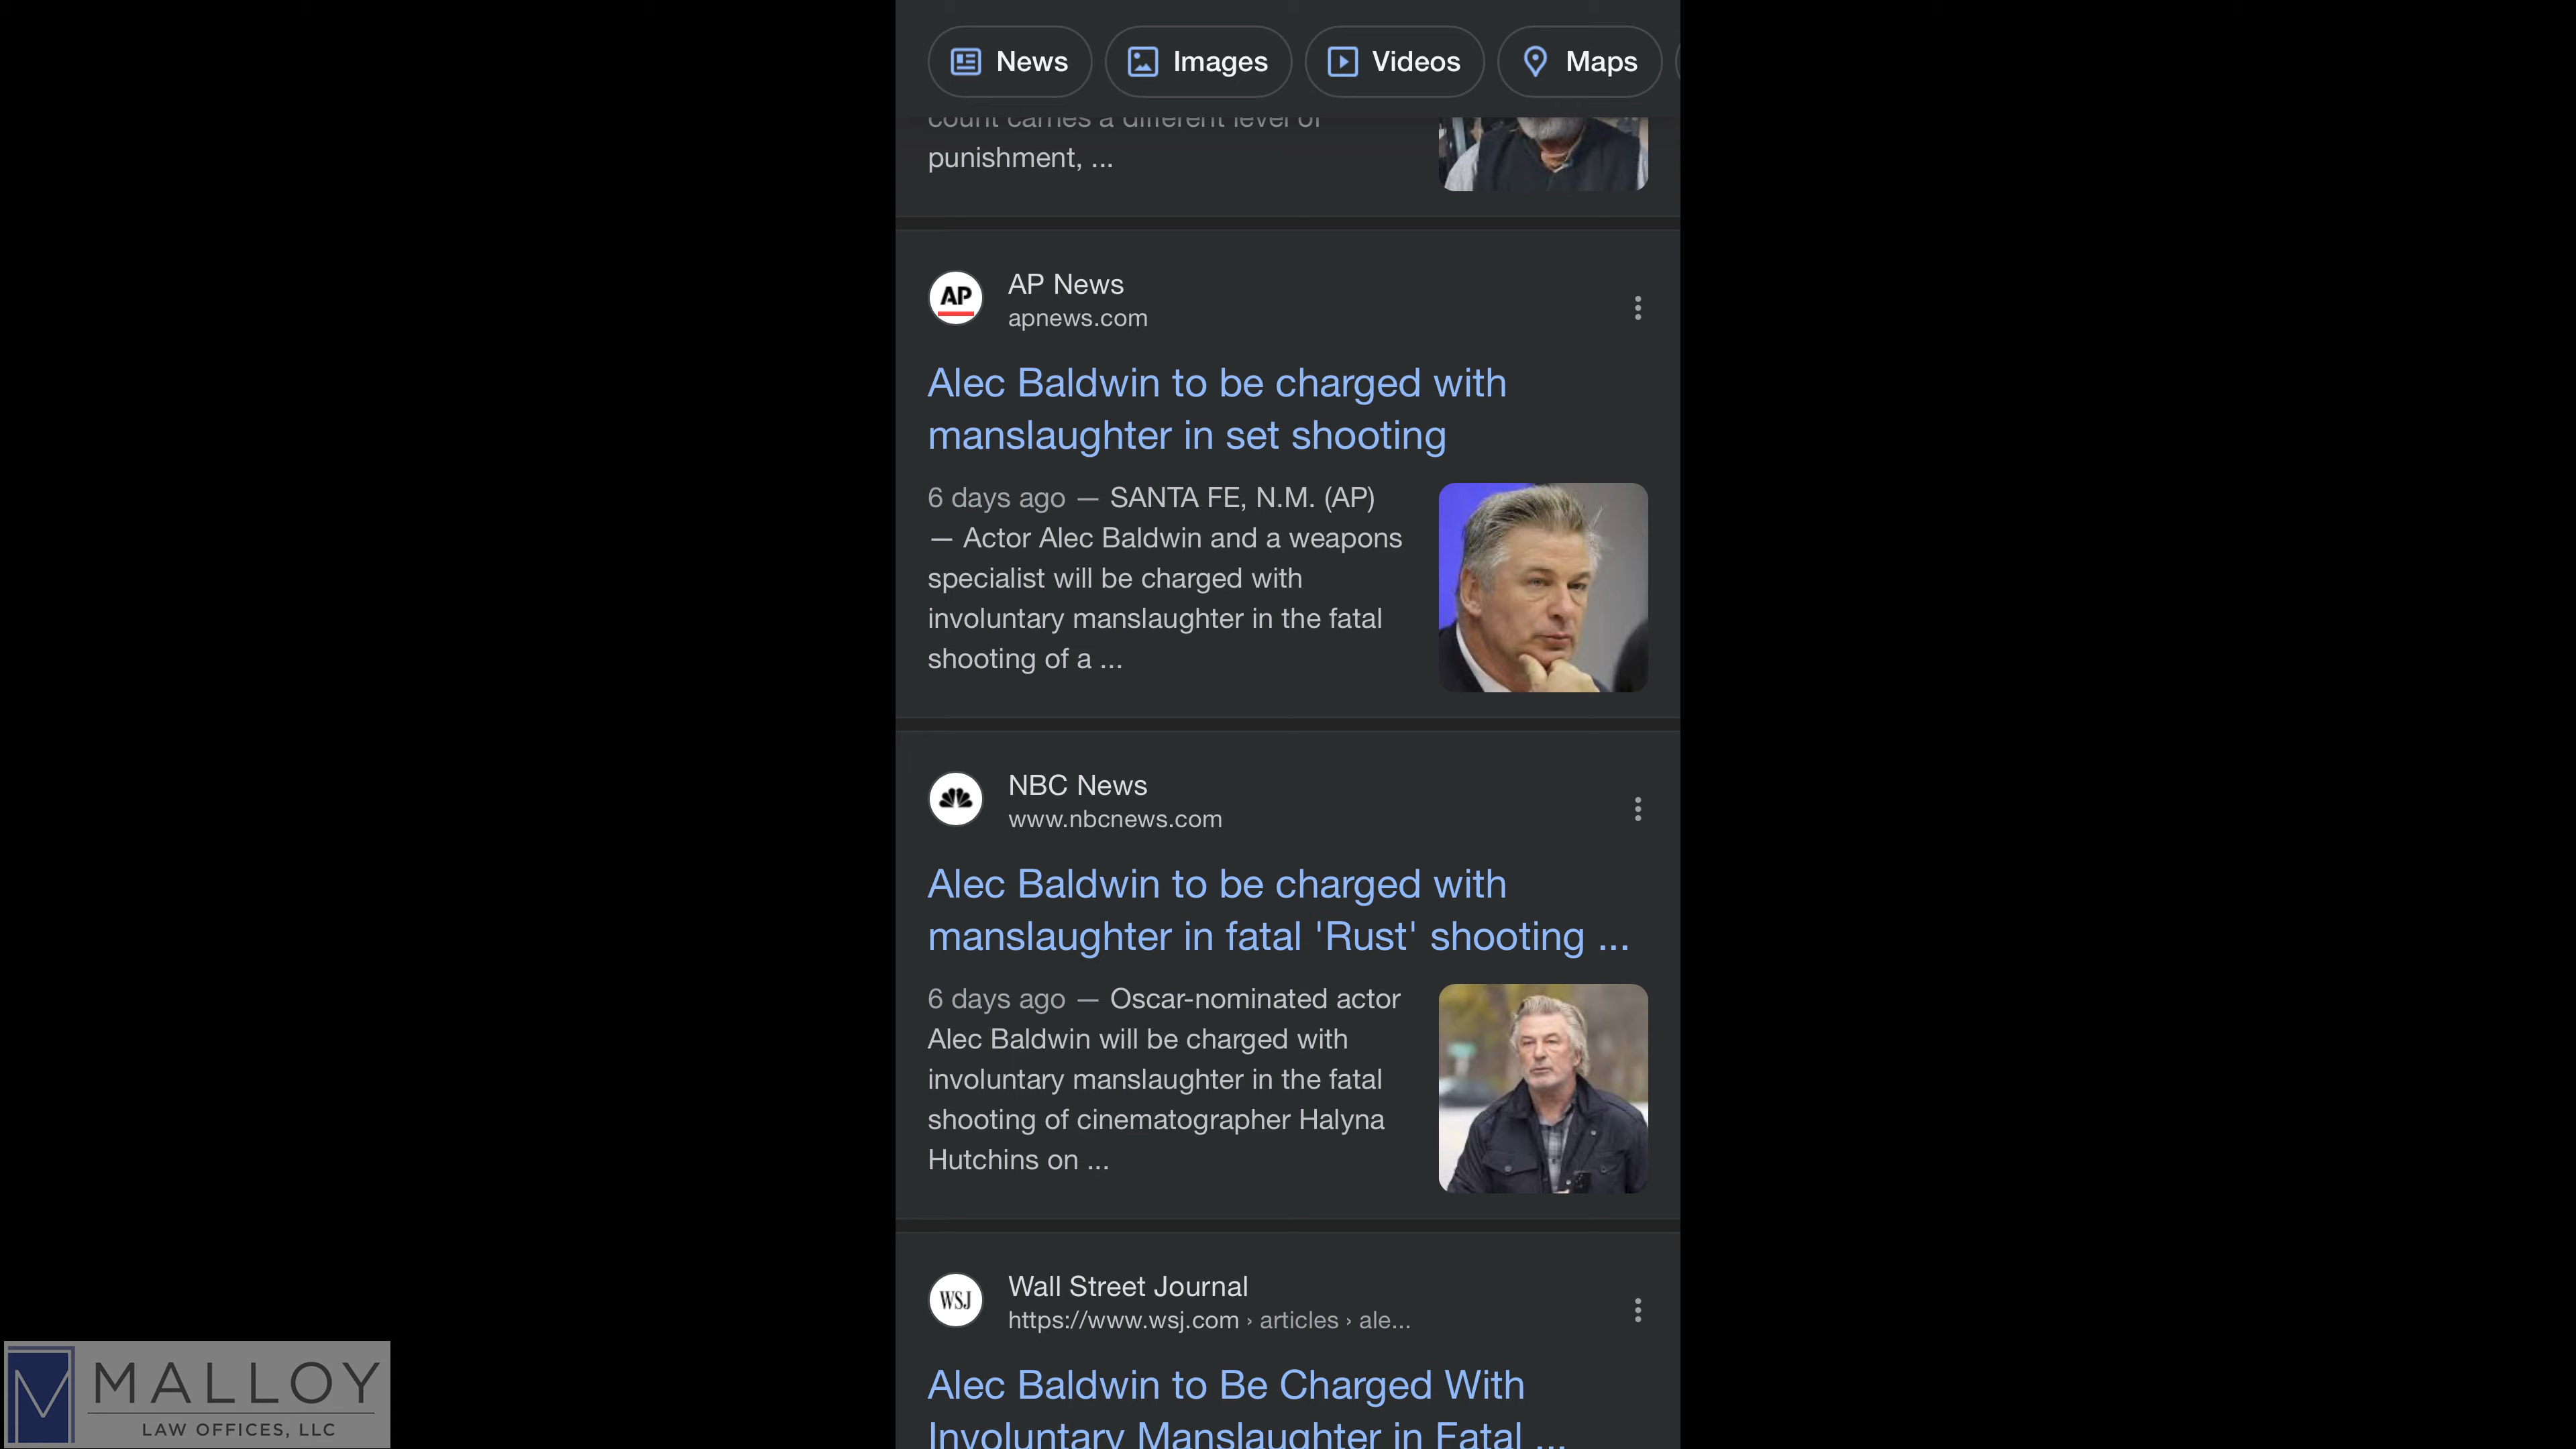 News
Images
Videos
Maps
count carries a different level of
punishment, ...
AP
AP News
apnews.com
Alec Baldwin to be charged with
manslaughter in set shooting
6 days ago — SANTA FE, N.M. (AP)
— Actor Alec Baldwin and a weapons
specialist will be charged with
involuntary manslaughter in the fatal
shooting of a ...
NBC News
www.nbcnews.com
Alec Baldwin to be charged with
manslaughter in fatal 'Rust' shooting ...
6 days ago — Oscar-nominated actor
Alec Baldwin will be charged with
involuntary manslaughter in the fatal
shooting of cinematographer Halyna
Hutchins on ...
WSJ
Wall Street Journal
https://www.wsj.com › articles › ale...
Alec Baldwin to Be Charged With
Involuntary Manslaughter in Fatal ...
M MALLOY
LAW OFFICES, LLC